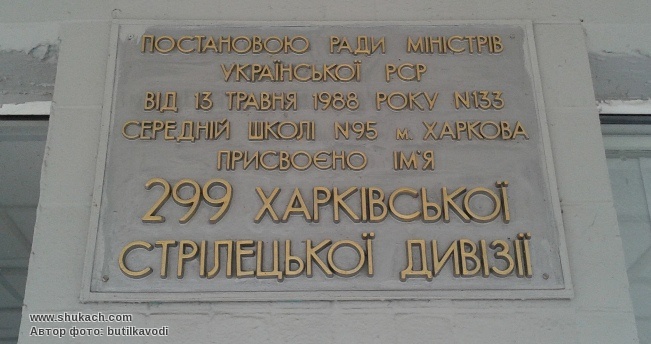 ПОСТАНОВОЮ РАДИ МІНІСТРІВ
УКРАЇНСЬКОЇ РСР
ВІД 13 ТРАВНЯ 1988 РОКУ N133
СЕРЕДНІЙ ШКОЛІ N95 м. ХАРКОВА
ПРИСВОЄНО ІМ'Я
299 ХАРКІВСЬКОЇ
СТРІЛЕЦЬКОЇ ДИВІЗІЇ
www.shukach.com
Автор фото: butilkavodi